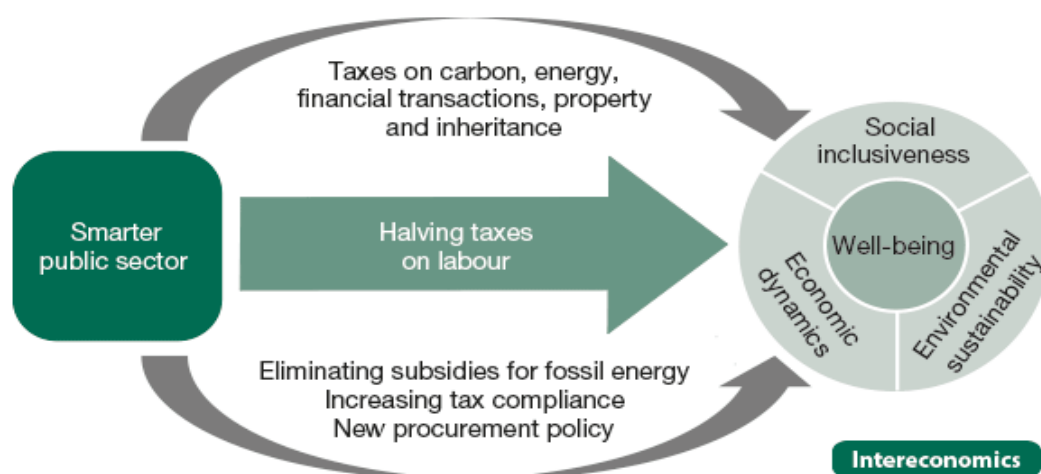 Taxes on carbon, energy,
financial transactions, property
and inheritance
Smarter
public sector
Halving taxes
on labour
Eliminating subsidies for fossil energy
Increasing tax compliance
New procurement policy
Social
inclusiveness
Well-being
Economic
dynamics
Environmental
sustainability
Intereconomics